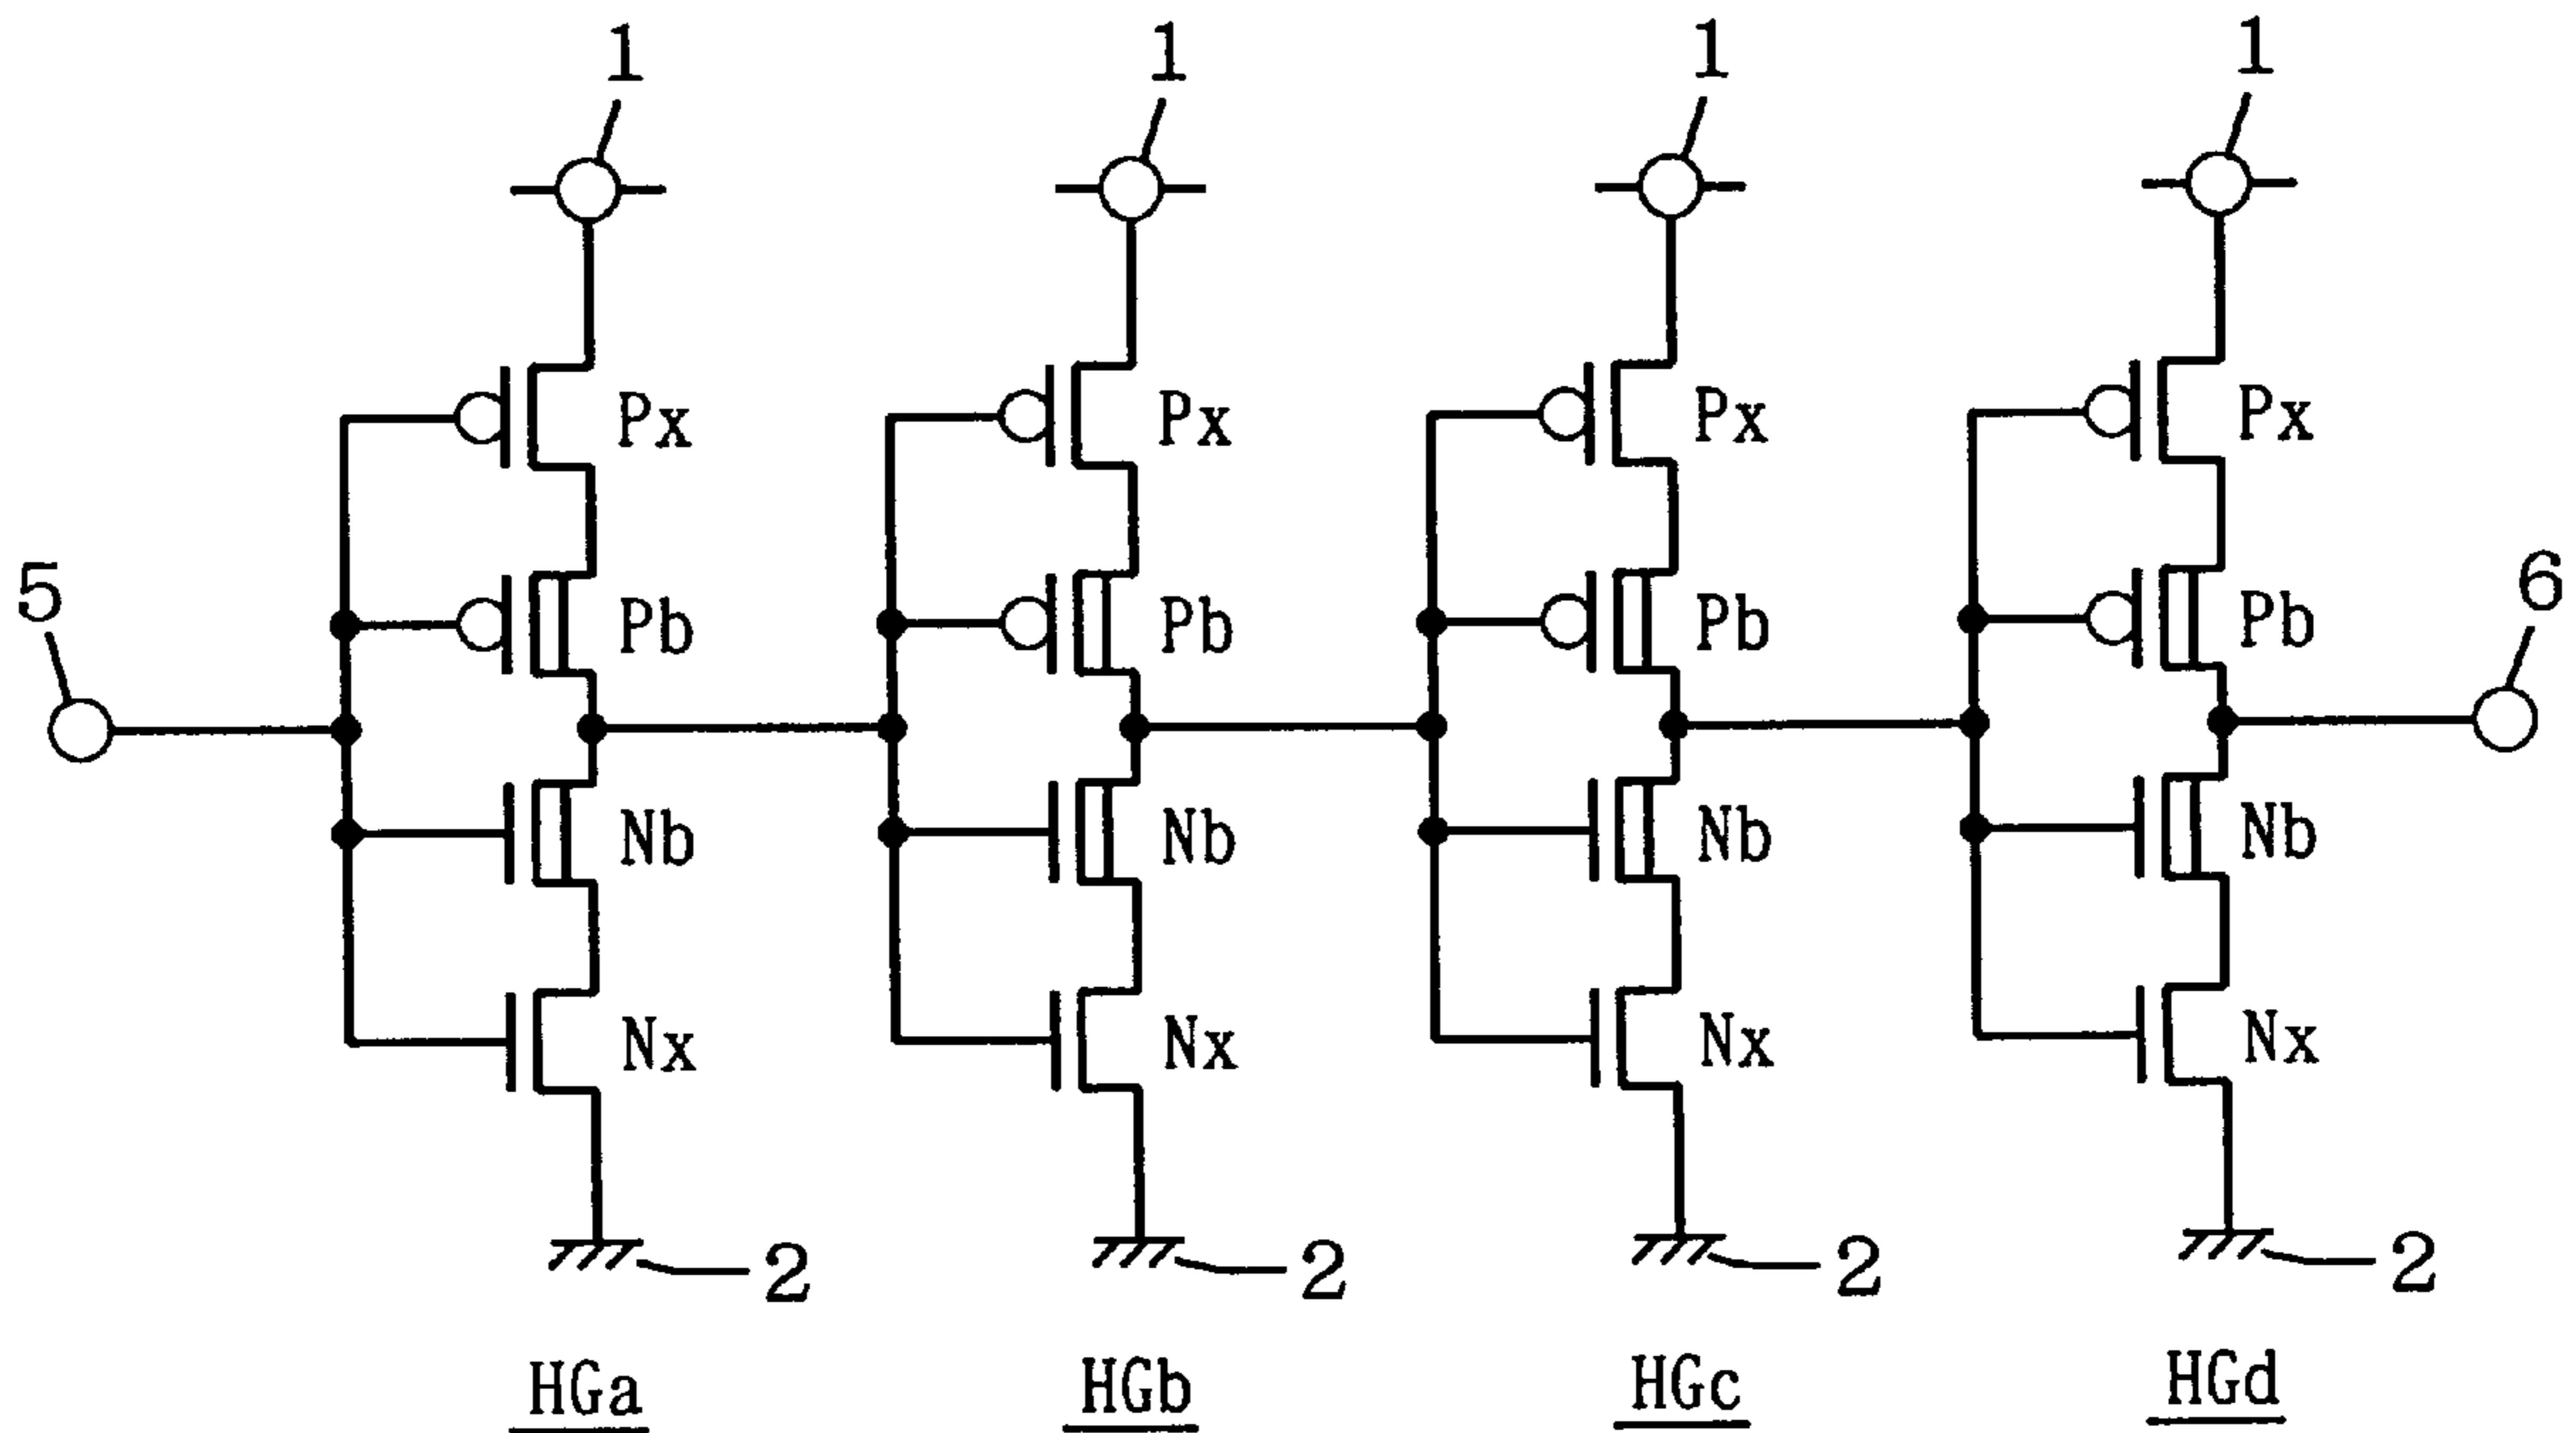 1 1 1 1
Px Px Px Px
5 Pb Pb Pb Pb 6
Nb Nb Nb Nb
Nx Nx Nx Nx
2 2 2 2
HGa HGb HGc HGd